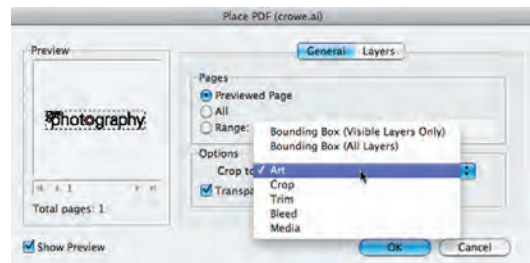 Place PDF (crowe.ai)
Preview
photography
1
Total pages: 1
Show Preview
General Layers
Pages
Previewed Page
All
Range:
Options
Crop to
Transpa
Bounding Box (Visible Layers Only)
Bounding Box (All Layers)
✓ Art
Crop
Trim
Bleed
Media
OK Cancel